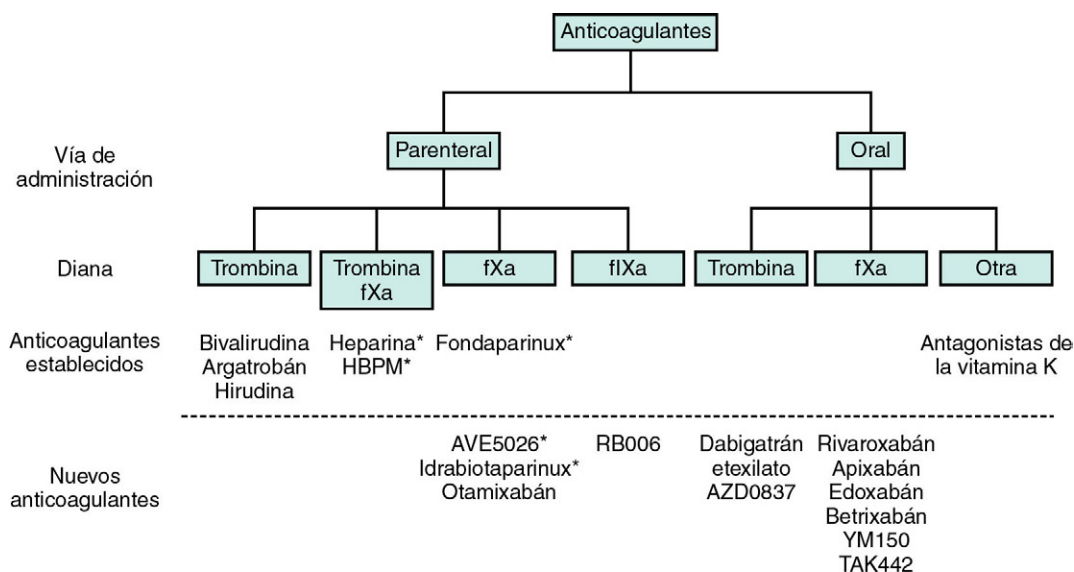 Anticoagulantes
Vía de
administración
Parenteral
Oral
Diana
Trombina
Trombina
fXa
fXa
fIXa
Trombina
fXa
Otra
Anticoagulantes
establecidos
Bivalirudina
Argatrobán
Hirudina
Heparina*
HBPM*
Fondaparinux*
Antagonistas de
la vitamina K
Nuevos
anticoagulantes
AVE5026*
Idrabiotaparinux*
Otamixabán
RB006
Dabigatrán
etexilato
AZD0837
Rivaroxabán
Apixabán
Edoxabán
Betrixabán
YM150
TAK442